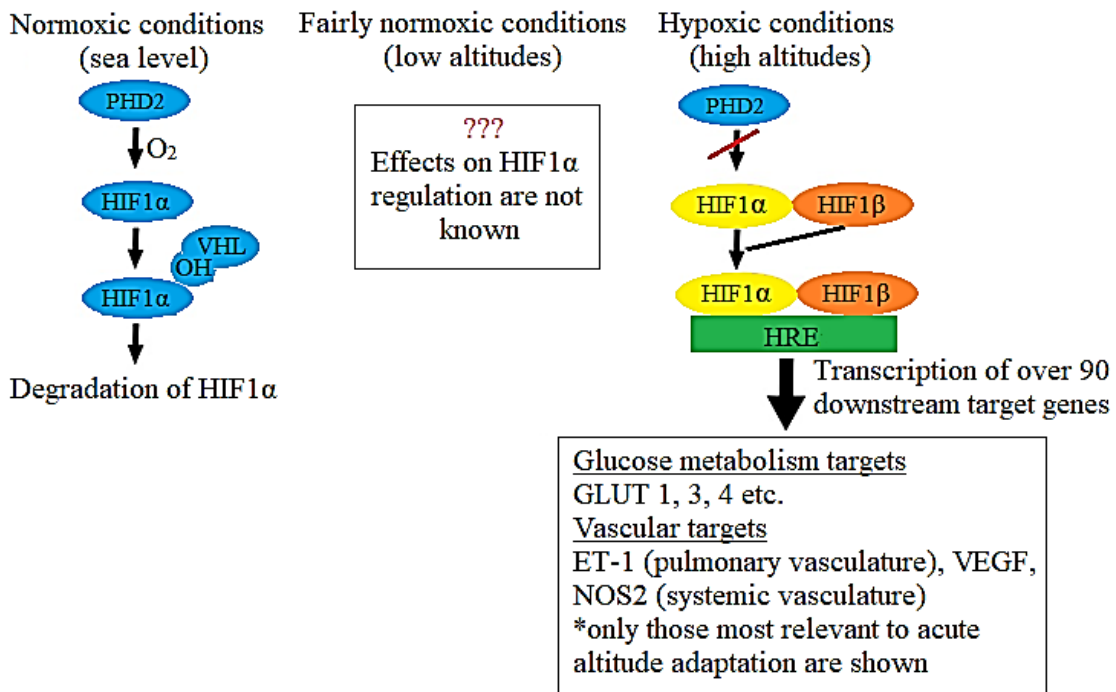 Normoxic conditions
(sea level)
PHD2
O₂
HIF1α
VHL
OH
HIF1α
Degradation of HIF1α
Fairly normoxic conditions
(low altitudes)
???
Effects on HIF1α
regulation are not
known
Hypoxic conditions
(high altitudes)
PHD2
HIF1α
HIF1β
HIF1α
HIF1β
HRE
Transcription of over 90
downstream target genes
Glucose metabolism targets
GLUT 1, 3, 4 etc.
Vascular targets
ET-1 (pulmonary vasculature), VEGF,
NOS2 (systemic vasculature)
*only those most relevant to acute
altitude adaptation are shown